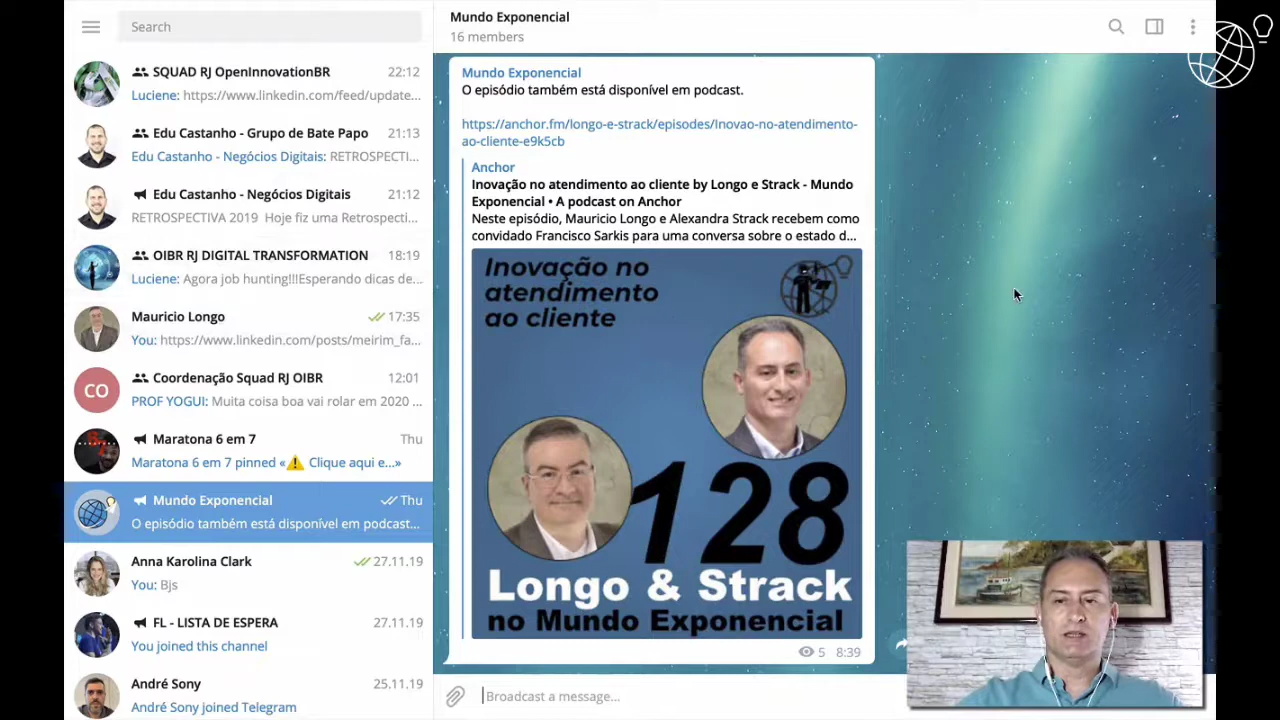 Search
SQUAD RJ OpenInnovationBR 22:12
Luciene: https://www.linkedin.com/feed/update...
Edu Castanho - Grupo de Bate Papo 21:13
Edu Castanho - Negócios Digitais: RETROSPECTI...
Edu Castanho - Negócios Digitais 21:12
RETROSPECTIVA 2019 Hoje fiz uma Retrospecti...
OIBR RJ DIGITAL TRANSFORMATION 18:19
Luciene: Agora job hunting!!!Esperando dicas de...
Mauricio Longo 17:35
You: https://www.linkedin.com/posts/meirim_fa...
CO
Coordenação Squad RJ OIBR 12:01
PROF YOGUI: Muita coisa boa vai rolar em 2020 ...
Maratona 6 em 7 Thu
Maratona 6 em 7 pinned «⚠ Clique aqui e...»
Mundo Exponencial Thu
O episódio também está disponível em podcast...
Anna Karolina Clark 27.11.19
You: Bjs
FL - LISTA DE ESPERA 27.11.19
You joined this channel
André Sony 25.11.19
André Sony joined Telegram
Mundo Exponencial
16 members
Mundo Exponencial
O episódio também está disponível em podcast.
https://anchor.fm/longo-e-strack/episodes/Inovao-no-atendimento-
ao-cliente-e9k5cb
Anchor
Inovação no atendimento ao cliente by Longo e Strack - Mundo
Exponencial • A podcast on Anchor
Neste episódio, Mauricio Longo e Alexandra Strack recebem como
convidado Francisco Sarkis para uma conversa sobre o estado d...
Inovação no
atendimento
ao cliente
128
Longo & Strack
no Mundo Exponencial
5 8:39
Broadcast a message...